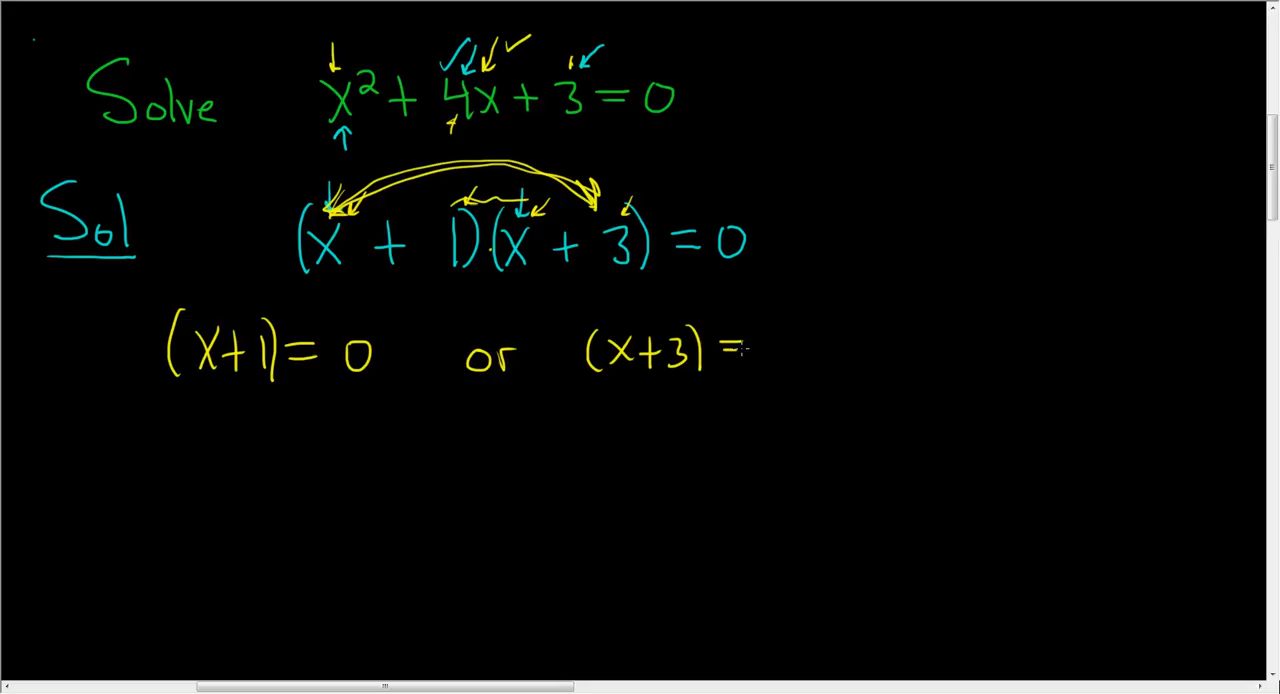 Solve x² + 4x + 3 = 0
Sol (x + 1)·(x + 3) = 0
(x+1) = 0 or (x+3) =